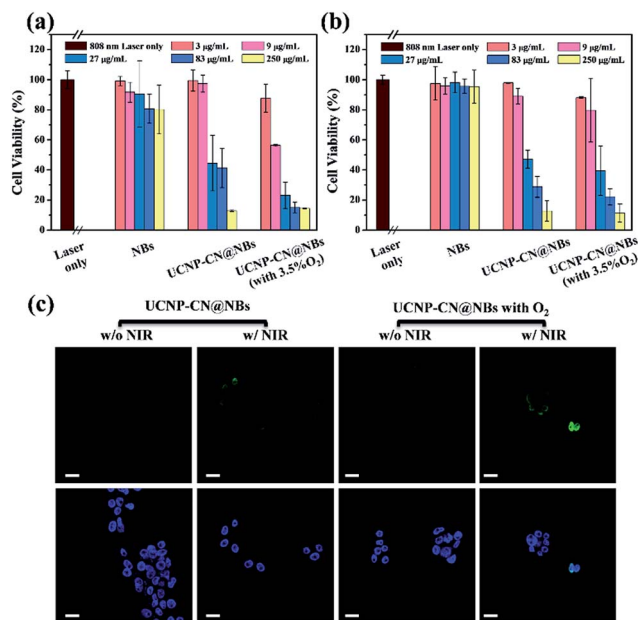 (a)
(b)
808 nm Laser only
3 µg/mL
9 µg/mL
27 µg/mL
83 µg/mL
250 µg/mL
Cell Viability (%)
120
100
80
60
40
20
0
Laser only
NBs
UCNP-CN@NBs
UCNP-CN@NBs
(with 3.5%O2)
808 nm Laser only
3 µg/mL
9 µg/mL
27 µg/mL
83 µg/mL
250 µg/mL
Cell Viability (%)
120
100
80
60
40
20
0
Laser only
NBs
UCNP-CN@NBs
UCNP-CN@NBs
(with 3.5%O2)
(c)
UCNP-CN@NBs
UCNP-CN@NBs with O2
w/o NIR
w/ NIR
w/o NIR
w/ NIR